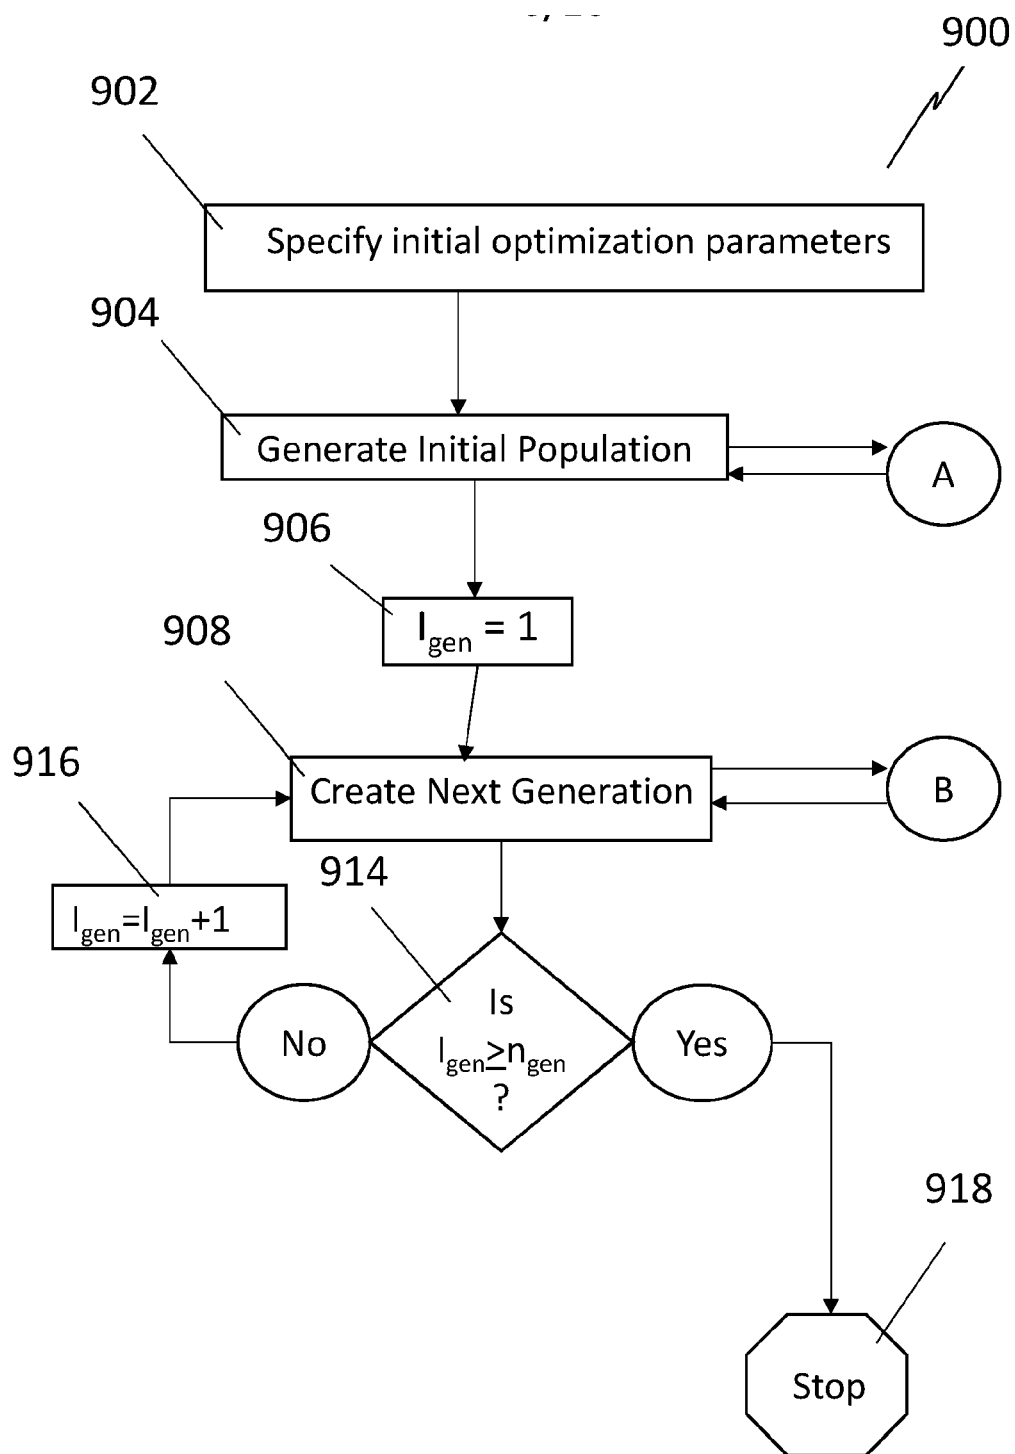 900
902
Specify initial optimization parameters
904
Generate Initial Population
A
906
Igen = 1
908
Create Next Generation
B
916
Igen=Igen+1
914
Is
Igen≥ngen
?
No
Yes
918
Stop